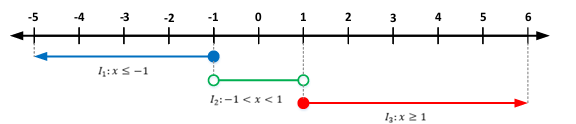 -5 -4 -3 -2 -1 0 1 2 3 4 5 6
I₁: x ≤ −1
I₂: −1 < x < 1
I₃: x ≥ 1